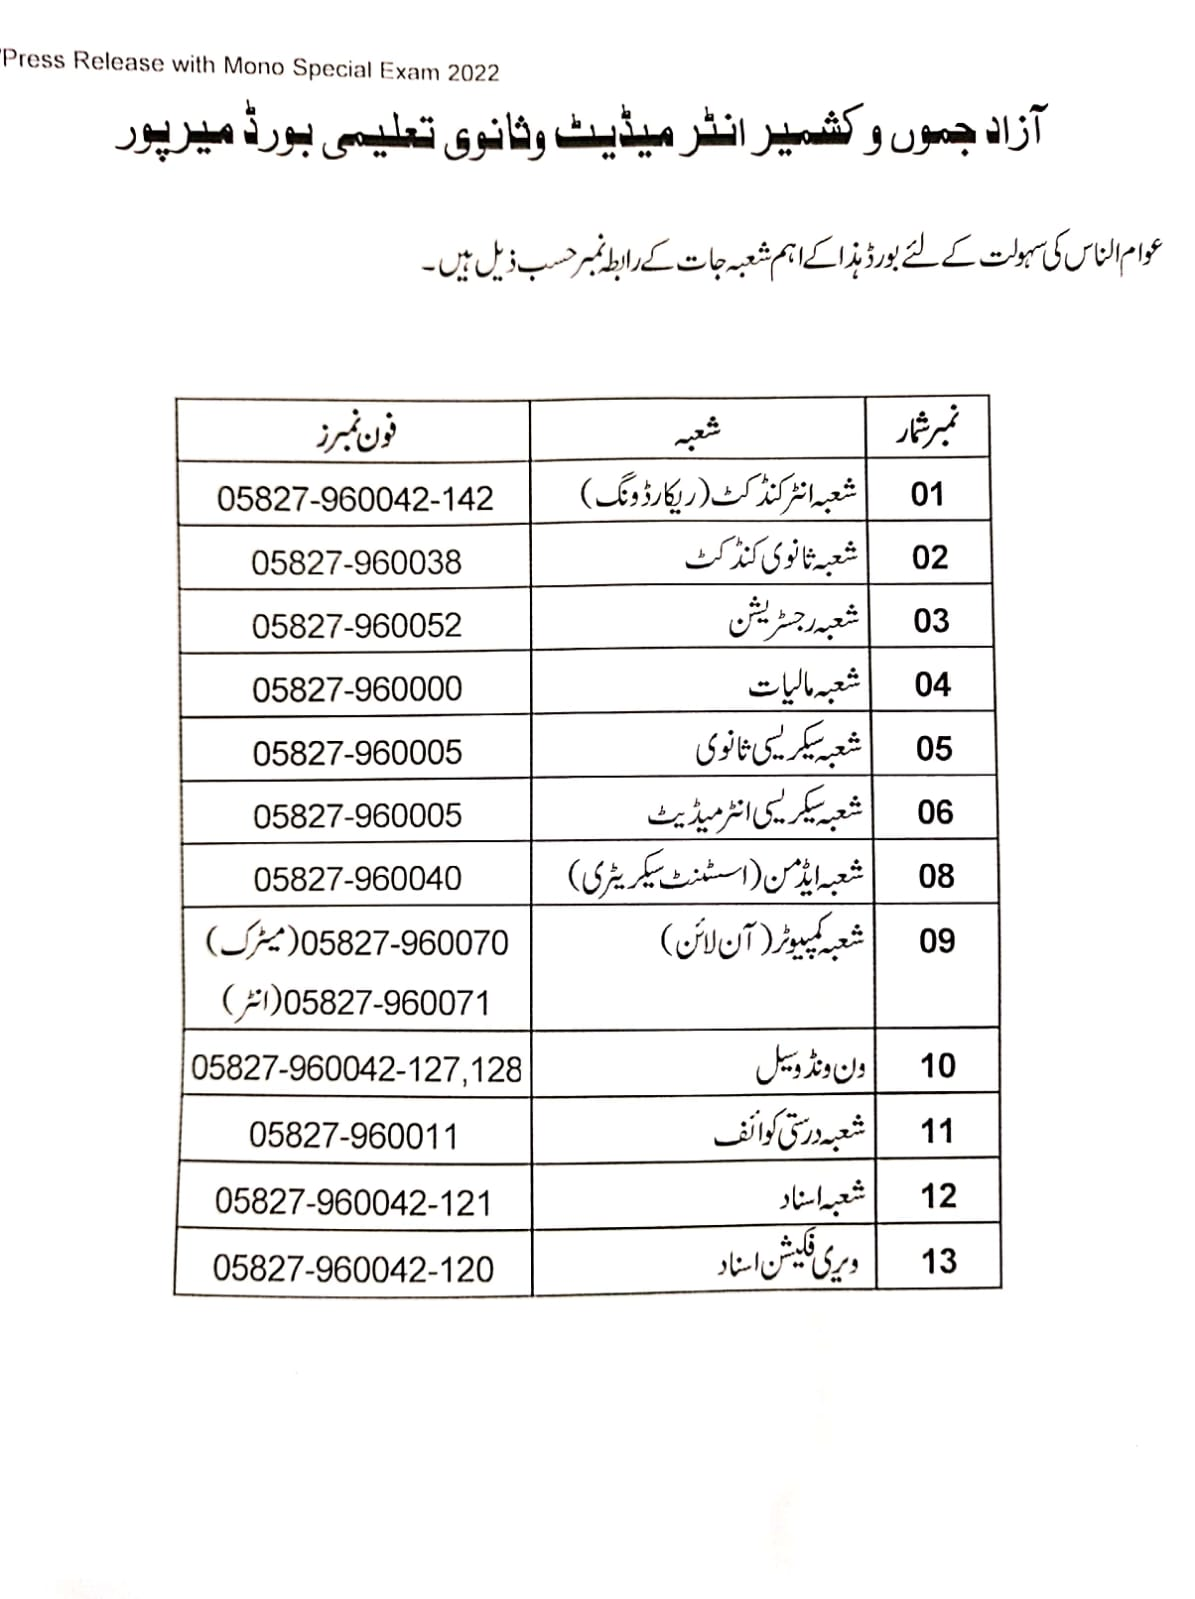 Press Release with Mono Special Exam 2022
آزاد جموں و کشمیر انٹر میڈیٹ وثانوی تعلیمی بورڈ میرپور
عوام الناس کی سہولت کے لئے بورڈ ہذا کے اہم شعبہ جات کے رابطہ نمبر حسب ذیل ہیں۔
نمبر شمار شعبہ فون نمبرز
01 شعبہ انٹر کنڈکٹ (ریکارڈ ونگ) 05827-960042-142
02 شعبہ ثانوی کنڈکٹ 05827-960038
03 شعبہ رجسٹریشن 05827-960052
04 شعبہ مالیات 05827-960000
05 شعبہ سیکریسی ثانوی 05827-960005
06 شعبہ سیکریسی انٹر میڈیٹ 05827-960005
08 شعبہ ایڈمن (اسسٹنٹ سیکریٹری) 05827-960040
09 شعبہ کمپیوٹر (آن لائن) 05827-960070 (میٹرک)
05827-960071 (انٹر)
10 ون ونڈو سیل 05827-960042-127,128
11 شعبہ درستی کوائف 05827-960011
12 شعبہ اسناد 05827-960042-121
13 ویری فکیشن اسناد 05827-960042-120